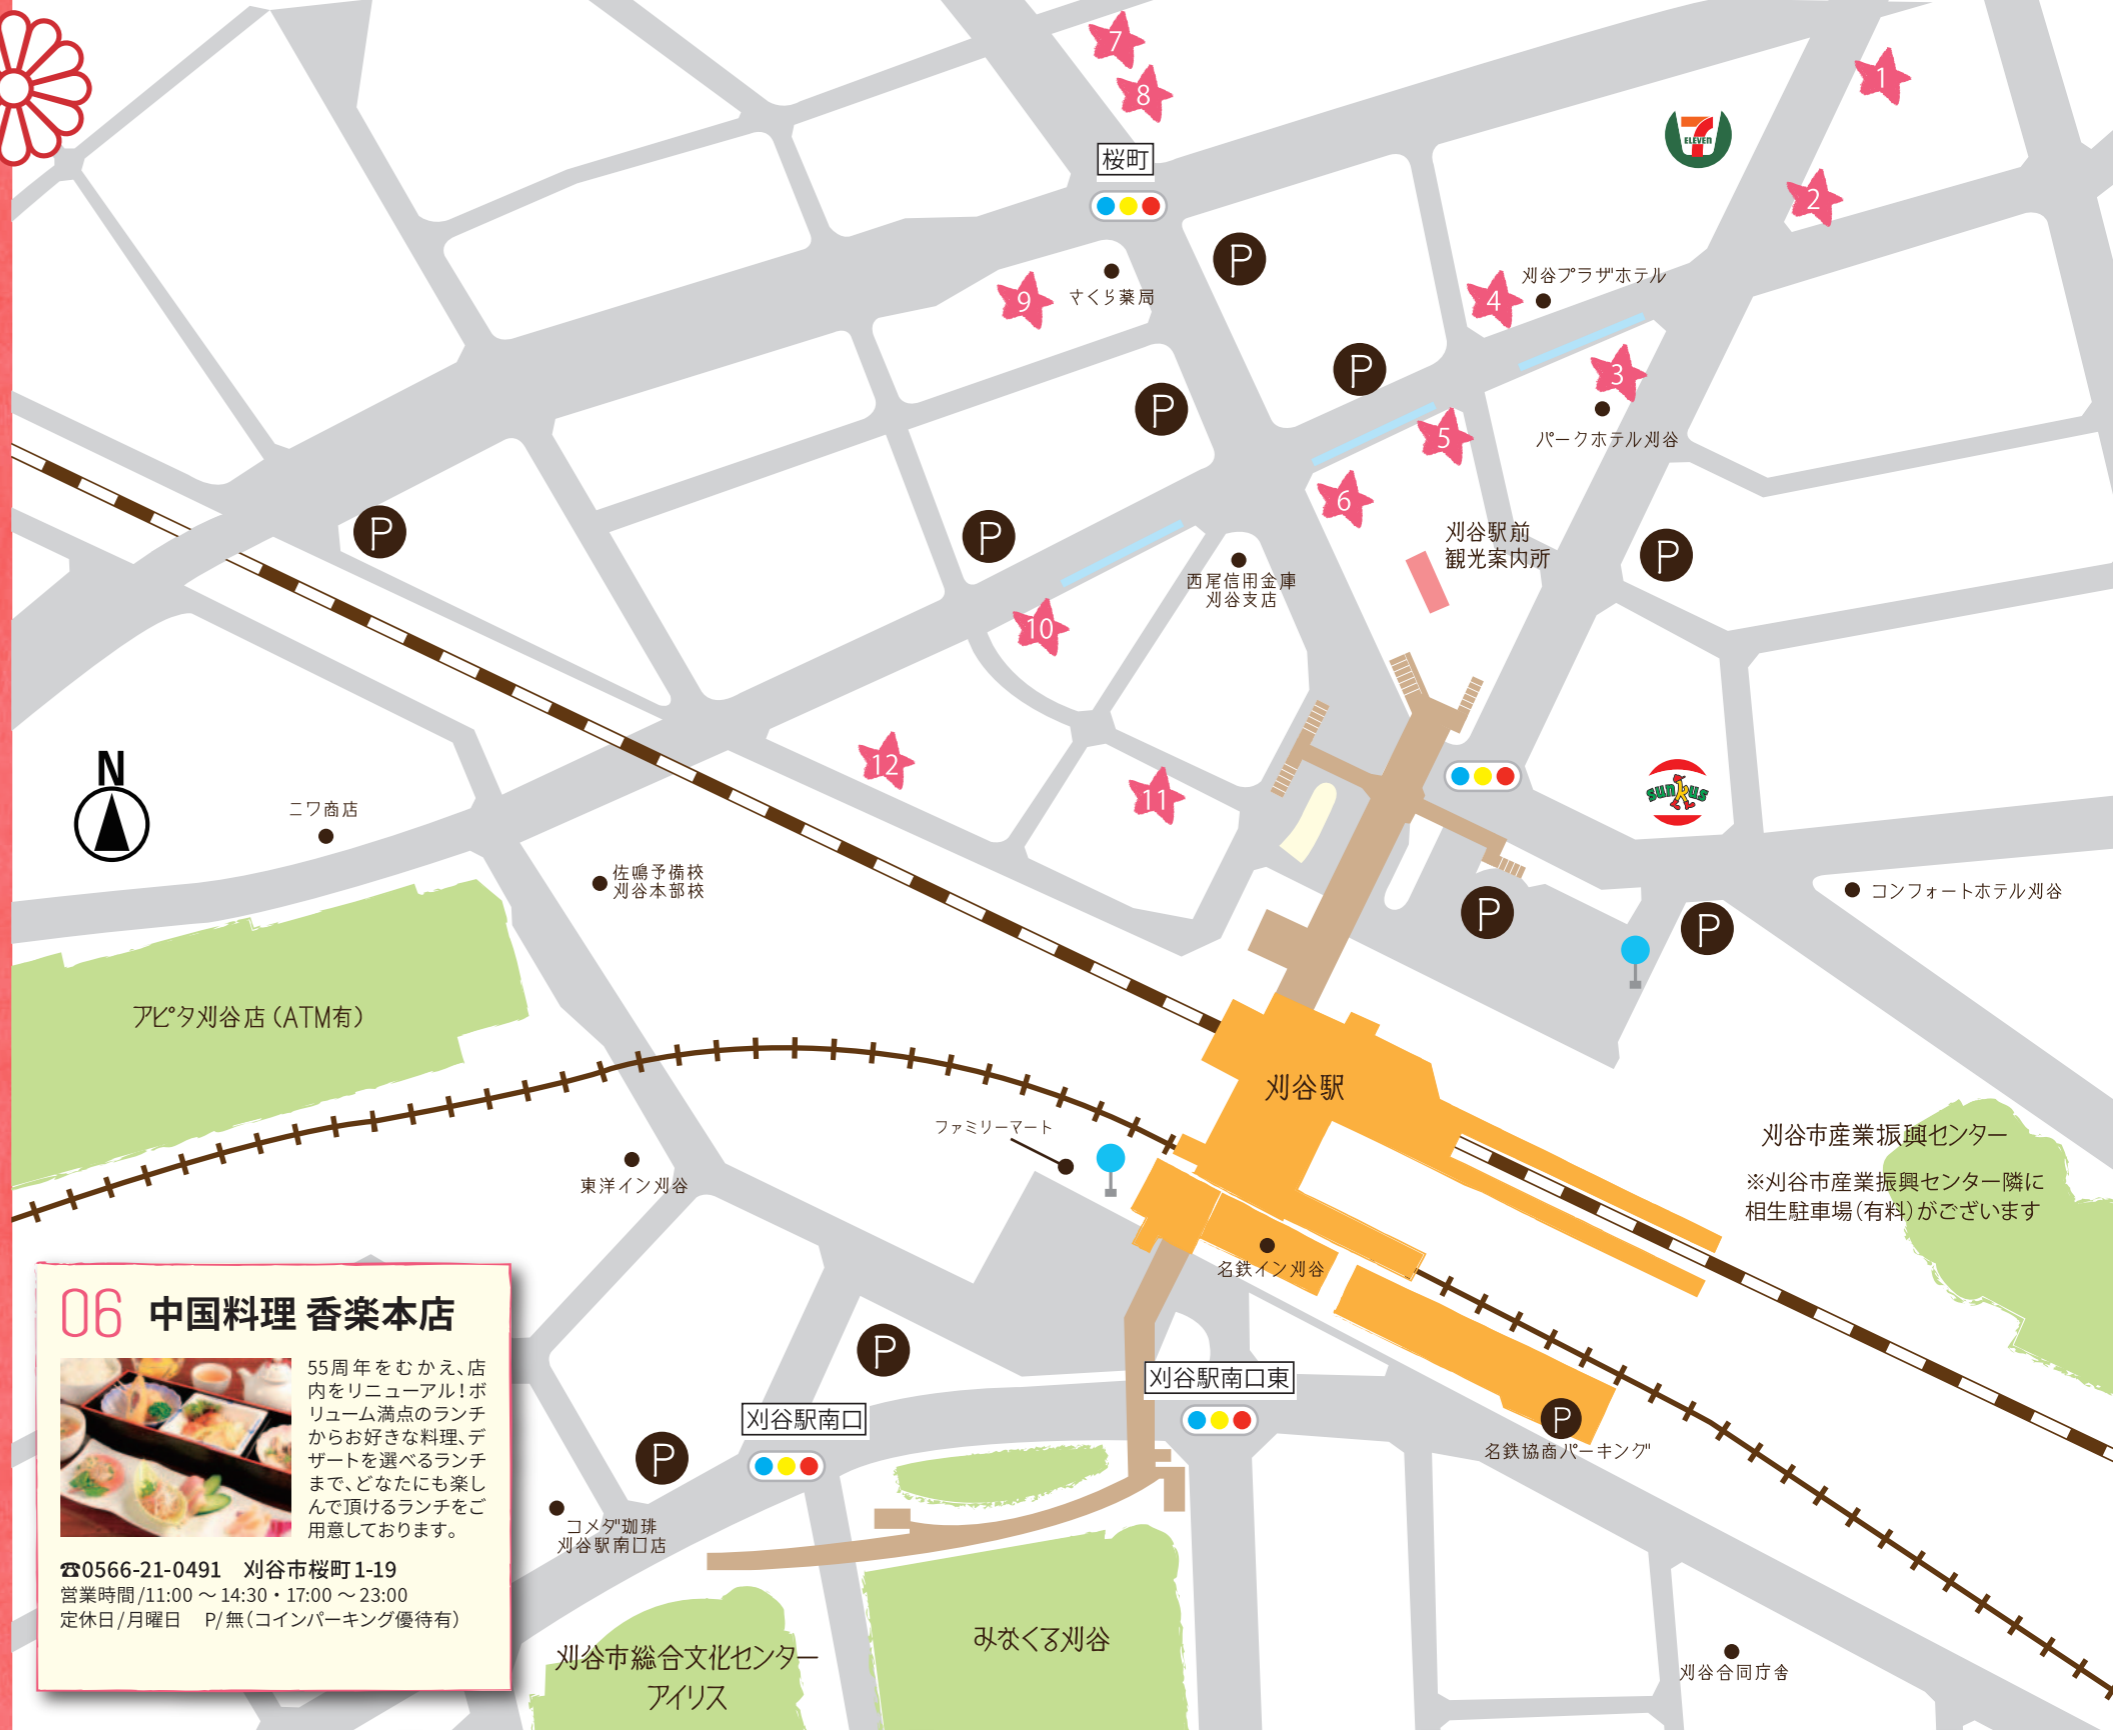 7
1
8
桜町
7
ELEVEN
2
P
刈谷プラザホテル
4
9
さくら薬局
P
3
P
5
パークホテル刈谷
6
P
P
刈谷駅前
観光案内所
P
西尾信用金庫
刈谷支店
10
12
11
N
sunkus
ニワ商店
佐鳴予備校
刈谷本部校
コンフォートホテル刈谷
P
P
アピタ刈谷店（ATM有）
刈谷駅
ファミリーマート
刈谷市産業振興センター
※刈谷市産業振興センター隣に
相生駐車場（有料）がございます
東洋イン刈谷
名鉄イン刈谷
P
刈谷駅南口東
刈谷駅南口
P
P
名鉄協商パーキング
コメダ珈琲
刈谷駅南口店
みなくる刈谷
刈谷市総合文化センター
アイリス
刈谷合同庁舎
06 中国料理 香楽本店
55周年をむかえ、店
内をリニューアル！ボ
リューム満点のランチ
からお好きな料理、デ
ザートを選べるランチ
まで、どなたにも楽し
んで頂けるランチをご
用意しております。
☎0566-21-0491　刈谷市桜町1-19
営業時間/11:00 〜 14:30・17:00 〜 23:00
定休日/月曜日　P/無（コインパーキング優待有）